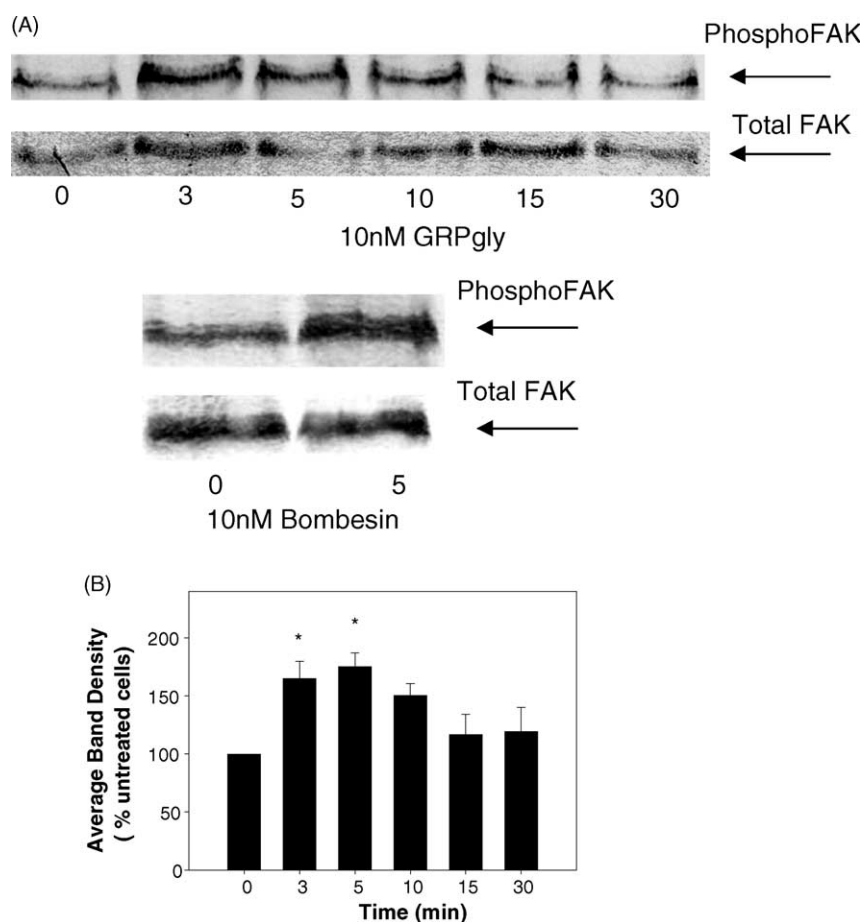 (A)
PhosphoFAK
Total FAK
0 3 5 10 15 30
10nM GRPgly
PhosphoFAK
Total FAK
0 5
10nM Bombesin
(B)
Average Band Density
( % untreated cells)
200
150
100
50
0
* *
0 3 5 10 15 30
Time (min)